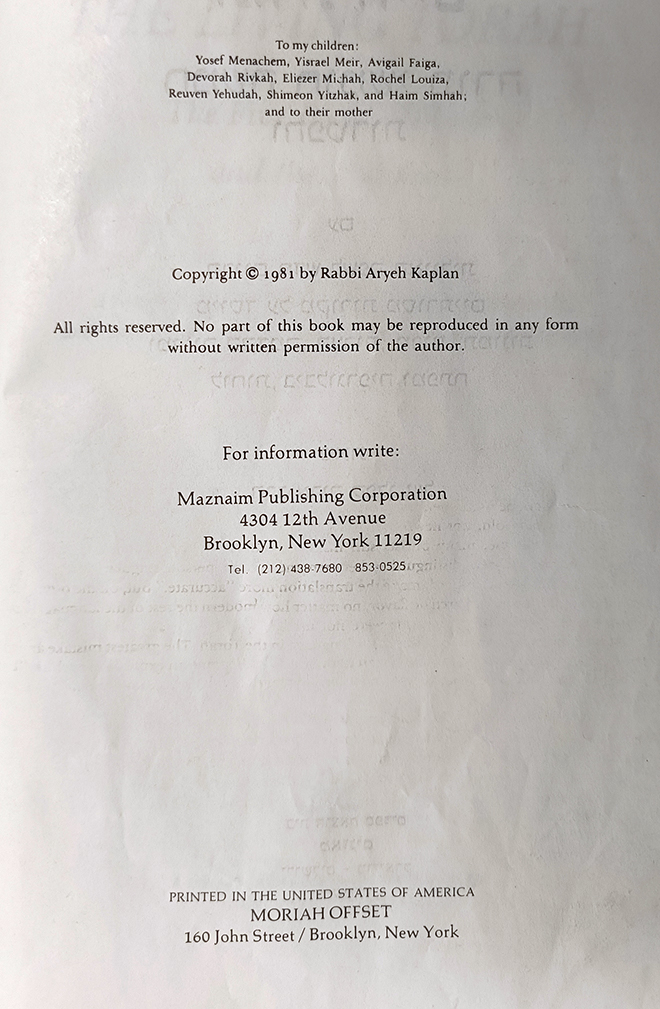 To my children:
Yosef Menachem, Yisrael Meir, Avigail Faiga,
Devorah Rivkah, Eliezer Michah, Rochel Louiza,
Reuven Yehudah, Shimeon Yitzhak, and Haim Simhah;
and to their mother
Copyright © 1981 by Rabbi Aryeh Kaplan
All rights reserved. No part of this book may be reproduced in any form
without written permission of the author.
For information write:
Maznaim Publishing Corporation
4304 12th Avenue
Brooklyn, New York 11219
Tel. (212) 438-7680 853-0525
PRINTED IN THE UNITED STATES OF AMERICA
MORIAH OFFSET
160 John Street / Brooklyn, New York